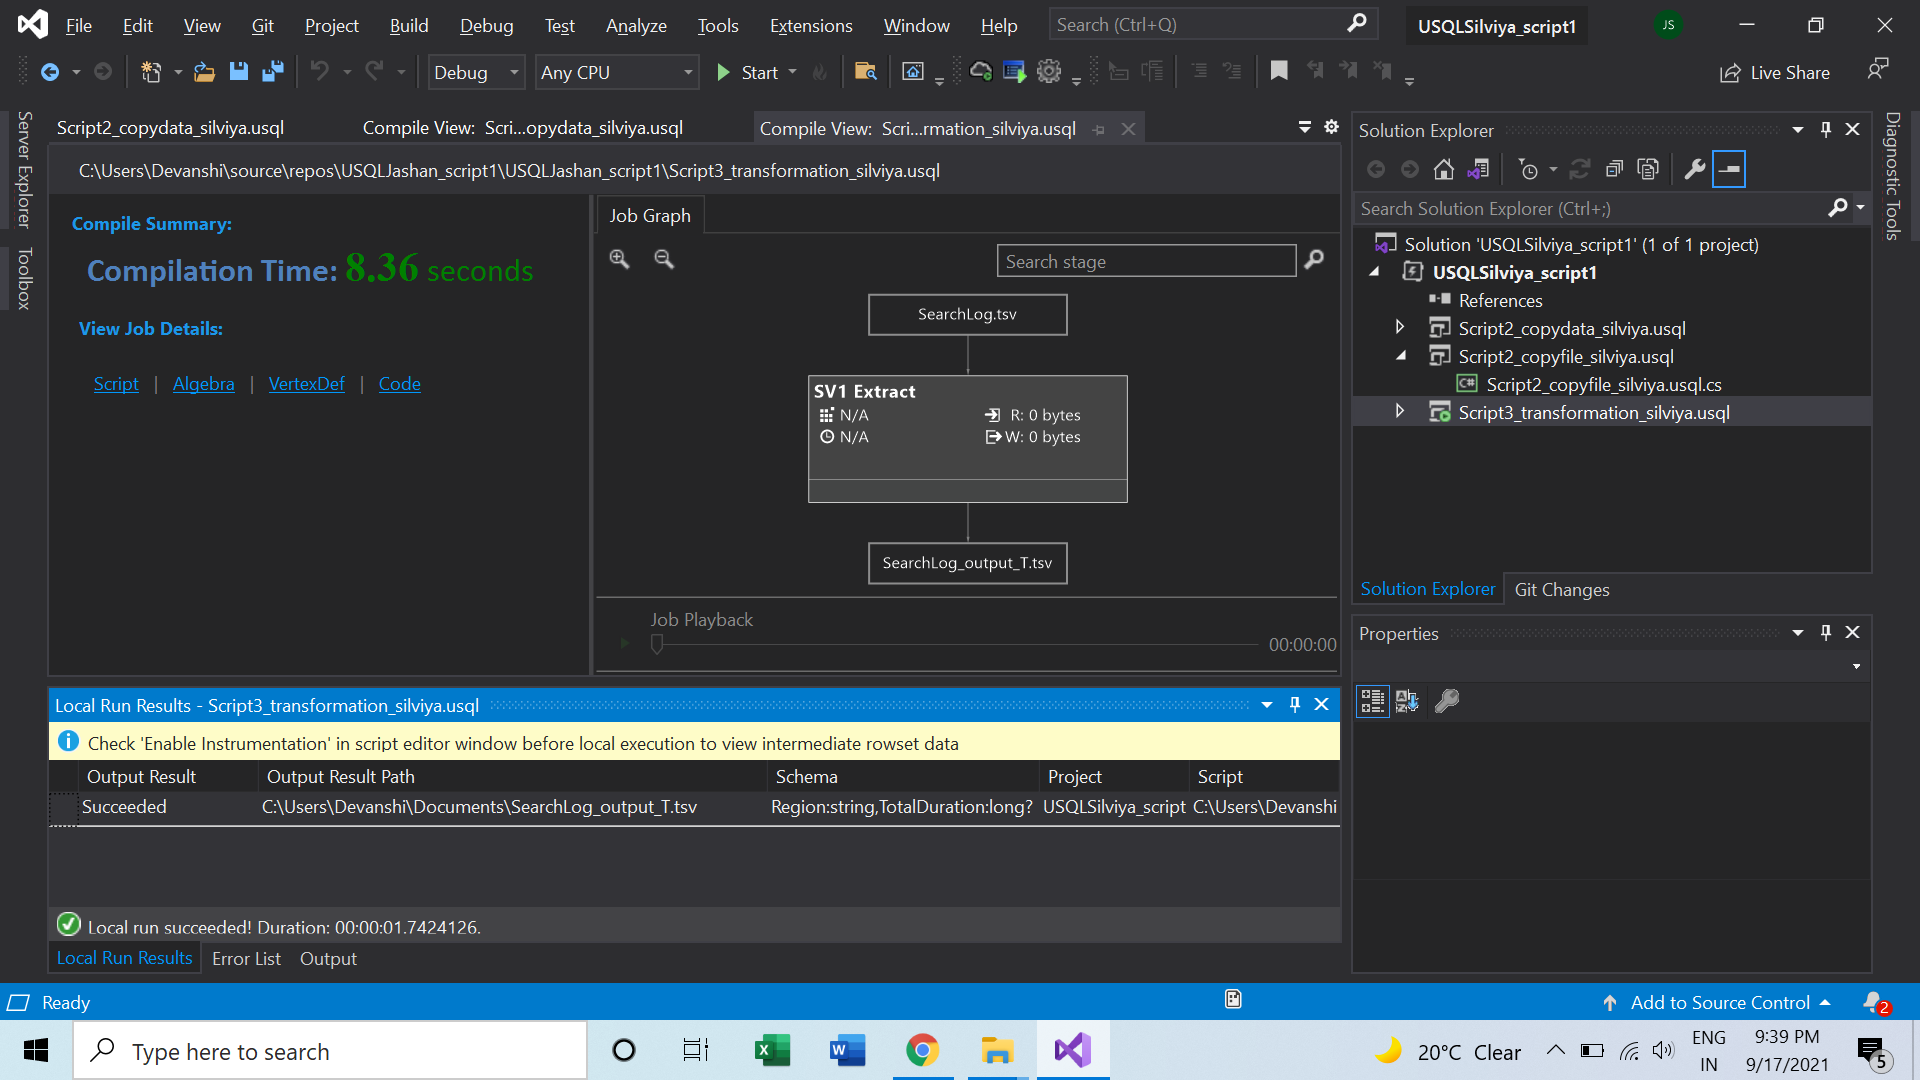 File Edit View Git Project Build Debug Test Analyze Tools Extensions Window Help Search (Ctrl+Q) USQLSilviya_script1 JS
Debug Any CPU Start Live Share
Server Explorer
Toolbox
Script2_copydata_silviya.usql Compile View: Scri...opydata_silviya.usql Compile View: Scri...rmation_silviya.usql
C:\Users\Devanshi\source\repos\USQLJashan_script1\USQLJashan_script1\Script3_transformation_silviya.usql
Compile Summary:
Compilation Time: 8.36 seconds
View Job Details:
Script | Algebra | VertexDef | Code
Job Graph
Search stage
SearchLog.tsv
SV1 Extract
N/A R: 0 bytes
N/A W: 0 bytes
SearchLog_output_T.tsv
Job Playback
00:00:00
Local Run Results - Script3_transformation_silviya.usql
Check 'Enable Instrumentation' in script editor window before local execution to view intermediate rowset data
Output Result Output Result Path Schema Project Script
Succeeded C:\Users\Devanshi\Documents\SearchLog_output_T.tsv Region:string,TotalDuration:long? USQLSilviya_script C:\Users\Devanshi
Local run succeeded! Duration: 00:00:01.7424126.
Local Run Results Error List Output
Solution Explorer
Search Solution Explorer (Ctrl+;)
Solution 'USQLSilviya_script1' (1 of 1 project)
USQLSilviya_script1
References
Script2_copydata_silviya.usql
Script2_copyfile_silviya.usql
C# Script2_copyfile_silviya.usql.cs
Script3_transformation_silviya.usql
Solution Explorer Git Changes
Properties
Diagnostic Tools
Ready Add to Source Control 2
Type here to search 20°C Clear ENG IN 9:39 PM 9/17/2021 5